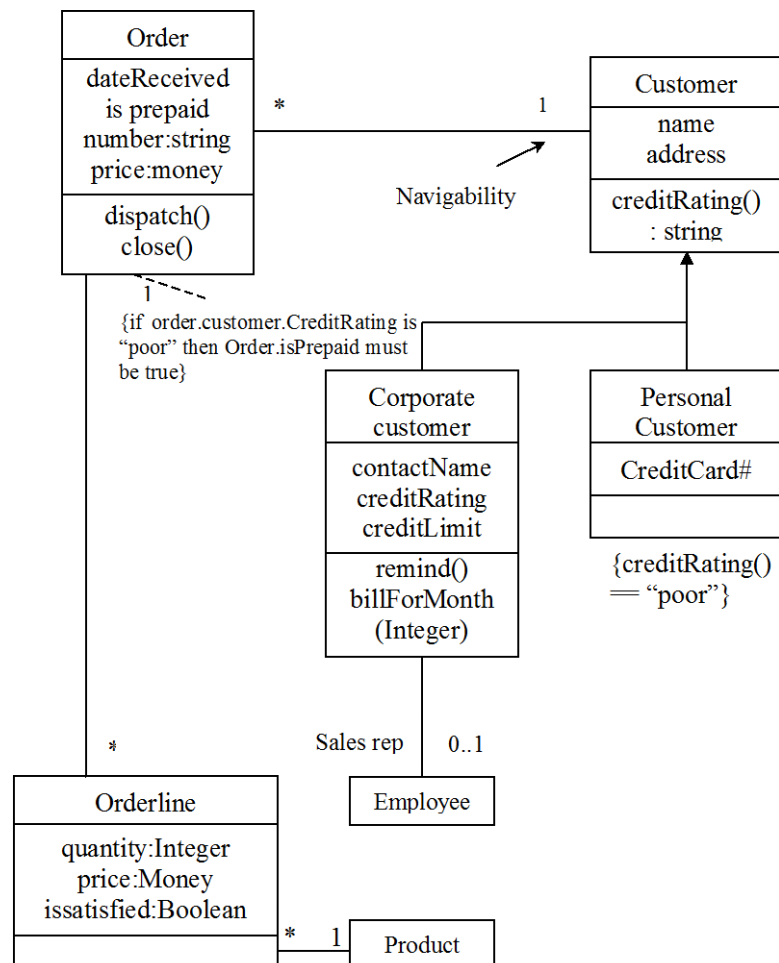 Order
dateReceived
is prepaid
number:string
price:money
dispatch()
close()
*
1
Customer
name
address
creditRating()
: string
Navigability
1
{if order.customer.CreditRating is
“poor” then Order.isPrepaid must
be true}
Corporate
customer
contactName
creditRating
creditLimit
remind()
billForMonth
(Integer)
Personal
Customer
CreditCard#
{creditRating()
== “poor”}
*
Sales rep
0..1
Employee
Orderline
quantity:Integer
price:Money
issatisfied:Boolean
*
1
Product